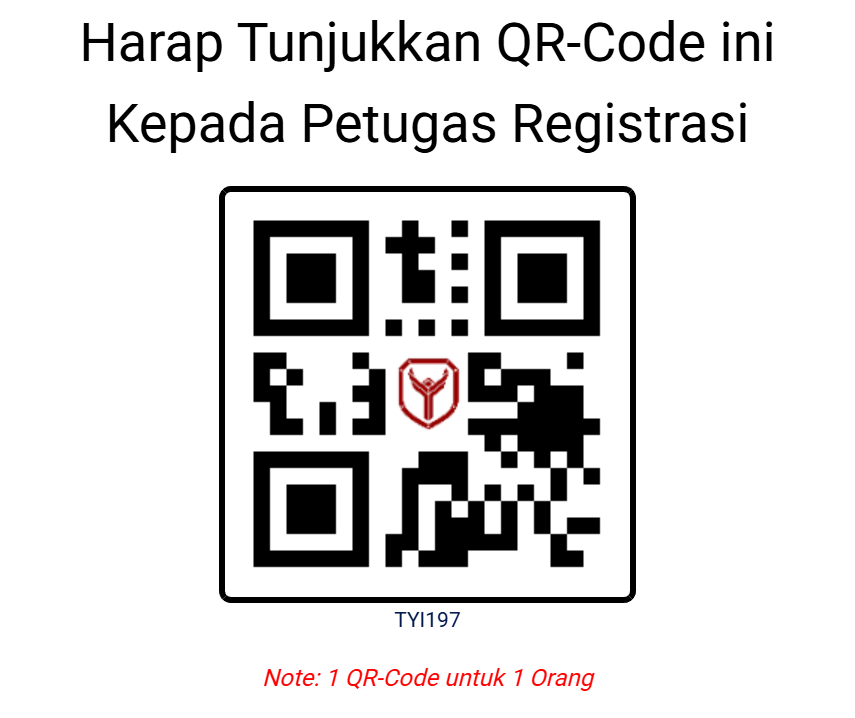 Harap Tunjukkan QR-Code ini
Kepada Petugas Registrasi
TYI197
Note: 1 QR-Code untuk 1 Orang